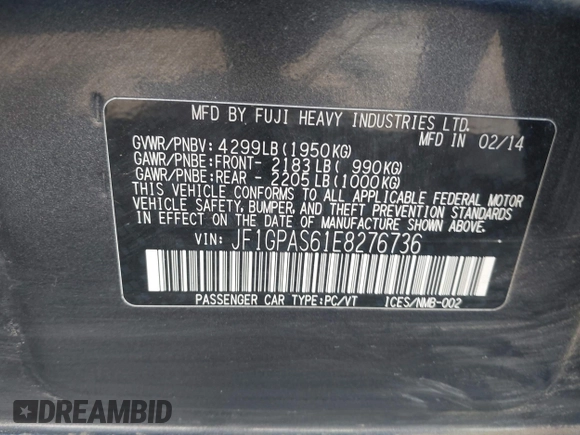 MFD BY FUJI HEAVY INDUSTRIES LTD.
GVWR/PNBV: 4299LB(1950KG) MFD IN 02/14
GAWR/PNBE:FRONT- 2183LB( 990KG)
GAWR/PNBE:REAR - 2205LB(1000KG)
THIS VEHICLE CONFORMS TO ALL APPLICABLE FEDERAL MOTOR
VEHICLE SAFETY, BUMPER, AND THEFT PREVENTION STANDARDS
IN EFFECT ON THE DATE OF MANUFACTURE SHOWN ABOVE.
VIN: JF1GPAS61E8276736
PASSENGER CAR TYPE:PC/VT ICES/NMB-002
DREAMBID